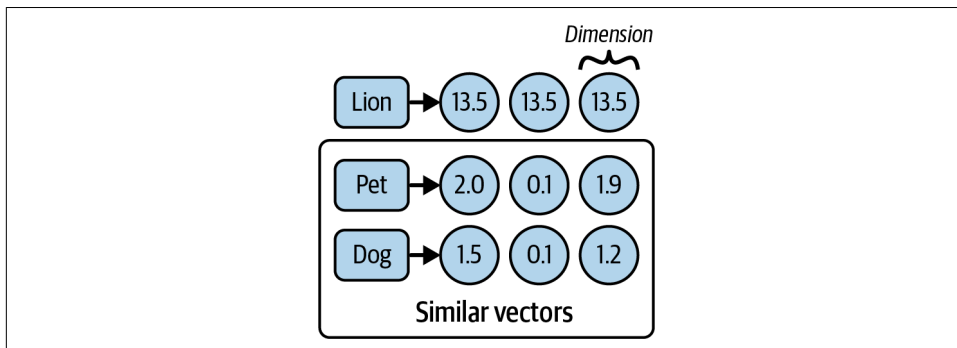 Dimension
Lion 13.5 13.5 13.5
Pet 2.0 0.1 1.9
Dog 1.5 0.1 1.2
Similar vectors